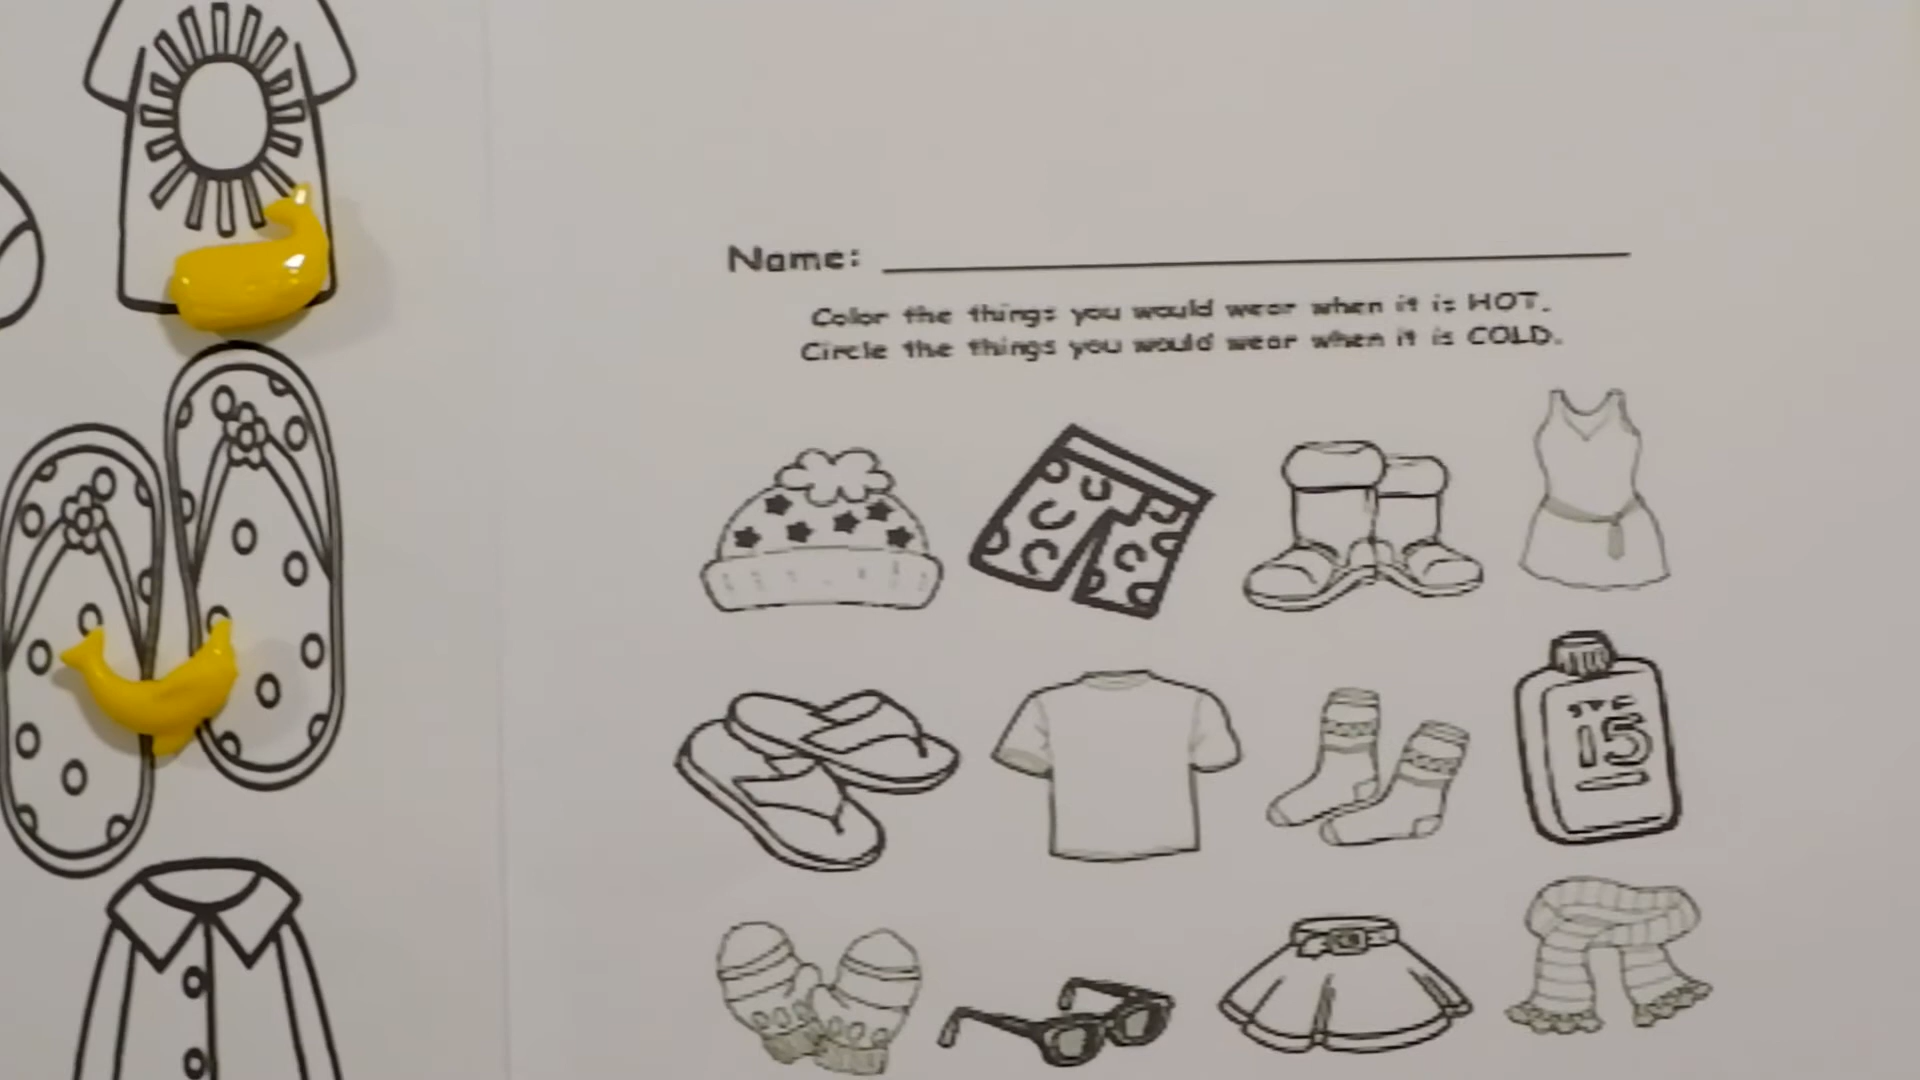 Name:
Color the things you would wear when it is HOT.
Circle the things you would wear when it is COLD.
SPF
15